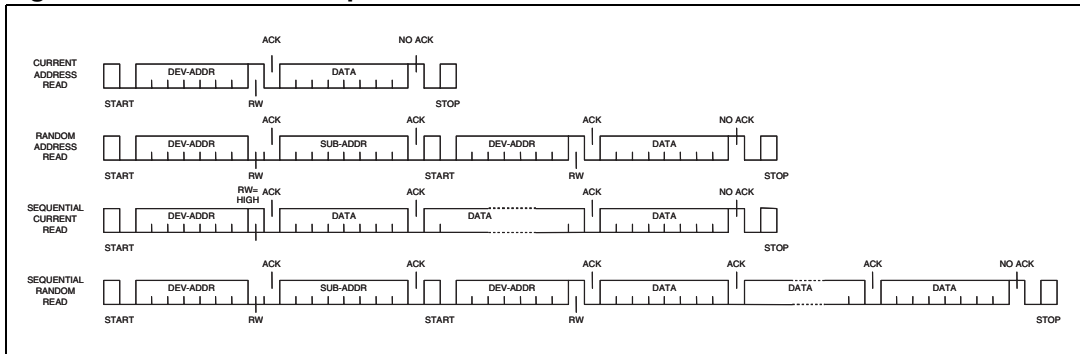 ACK NO ACK
CURRENT
ADDRESS
READ
DEV-ADDR DATA
START RW STOP
ACK ACK ACK NO ACK
RANDOM
ADDRESS
READ
DEV-ADDR SUB-ADDR DEV-ADDR DATA
START RW START RW STOP
RW=
HIGH
ACK ACK ACK NO ACK
SEQUENTIAL
CURRENT
READ
DEV-ADDR DATA DATA DATA
START STOP
ACK ACK ACK ACK ACK NO ACK
SEQUENTIAL
RANDOM
READ
DEV-ADDR SUB-ADDR DEV-ADDR DATA DATA DATA
START RW START RW STOP